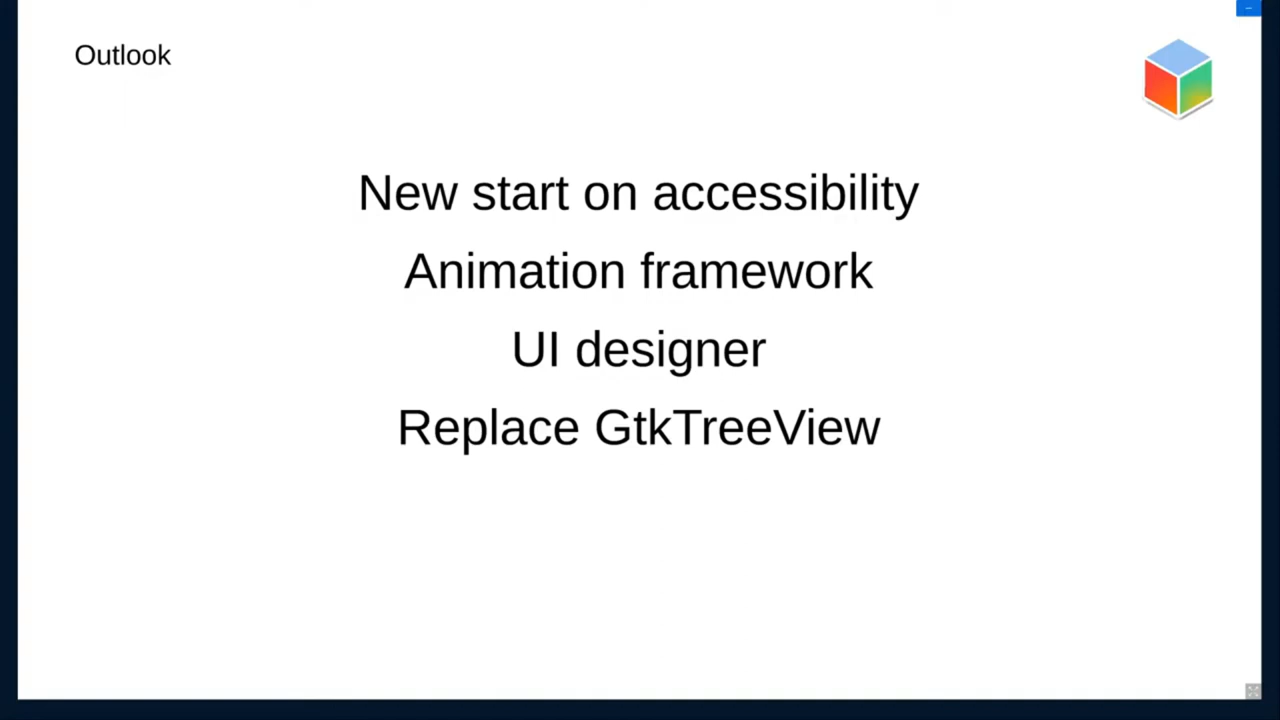 Outlook
New start on accessibility
Animation framework
UI designer
Replace GtkTreeView